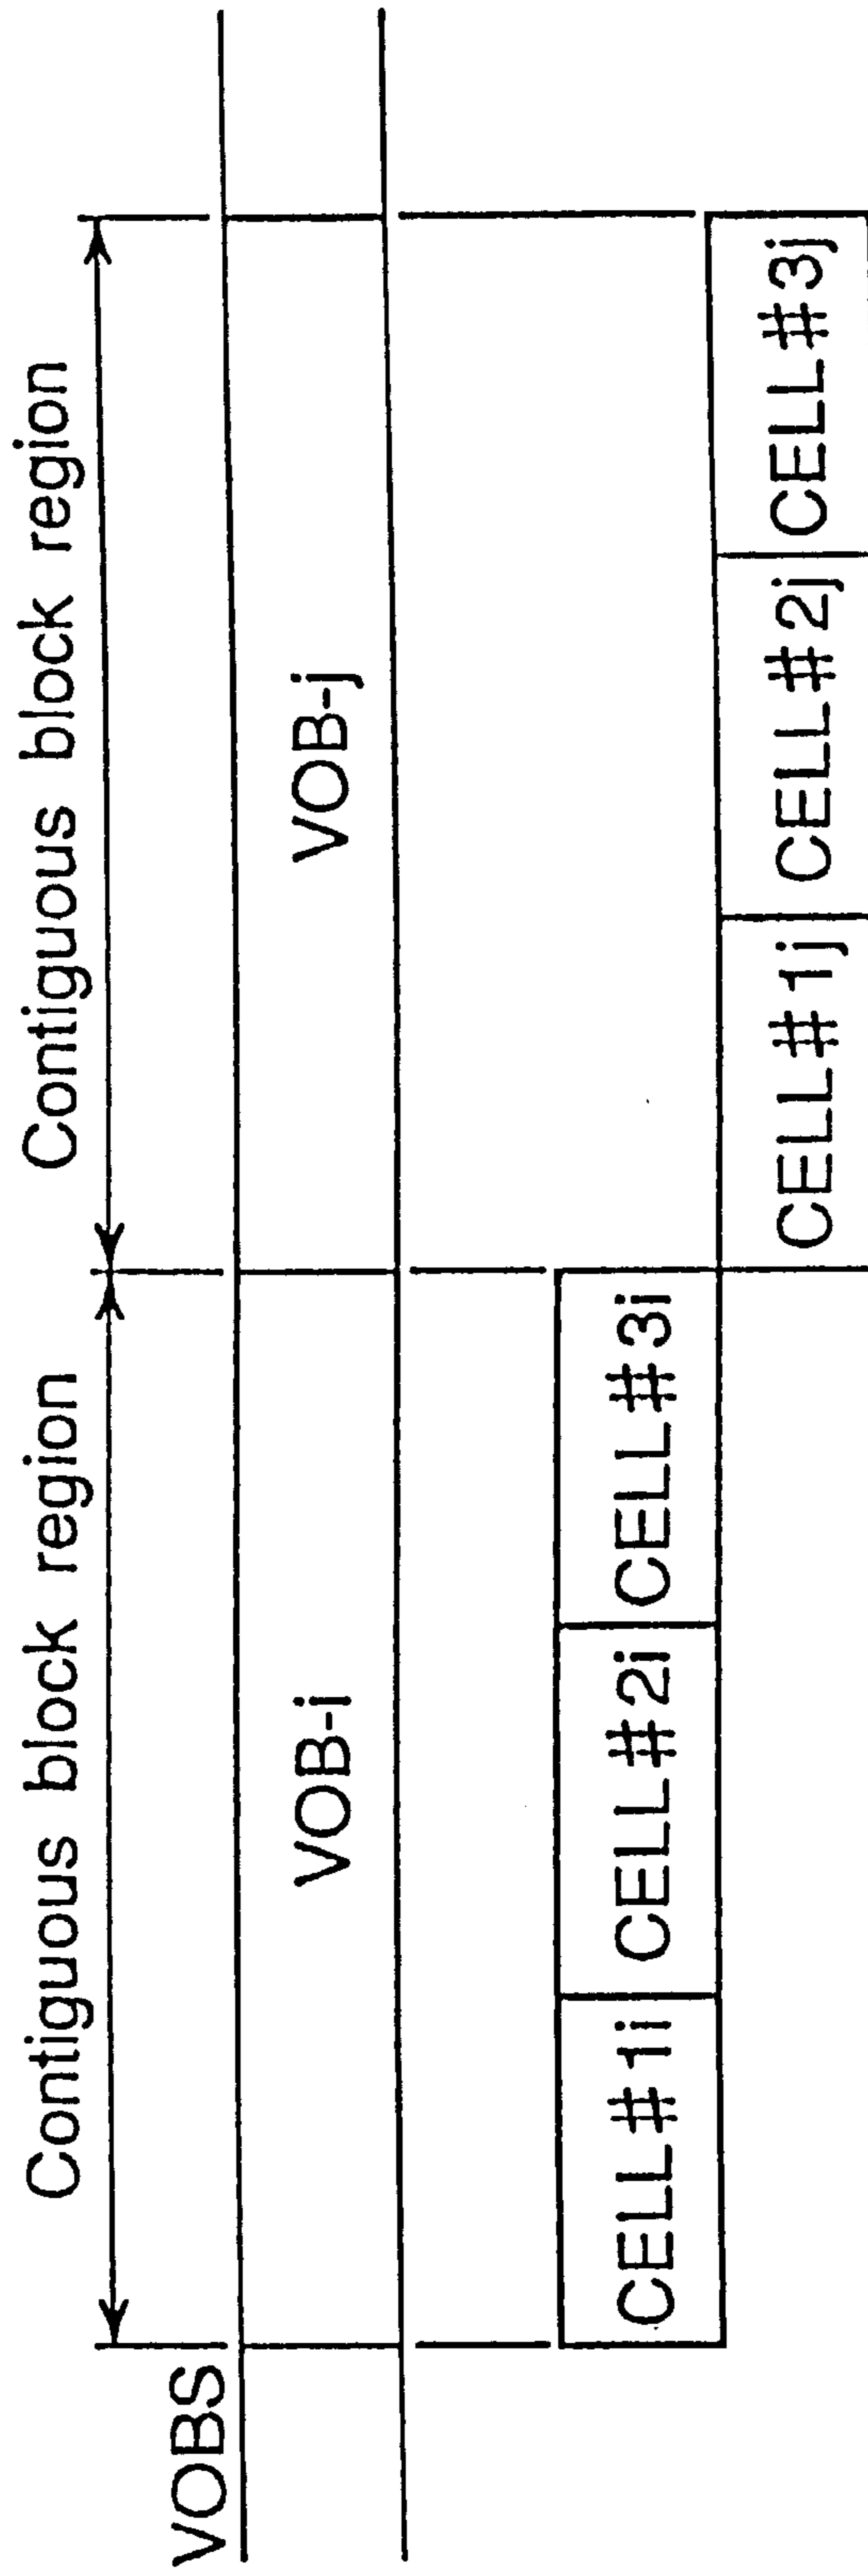 Contiguous block region
Contiguous block region
VOBS
VOB-i
VOB-j
CELL#1i
CELL#2i
CELL#3i
CELL#1j
CELL#2j
CELL#3j